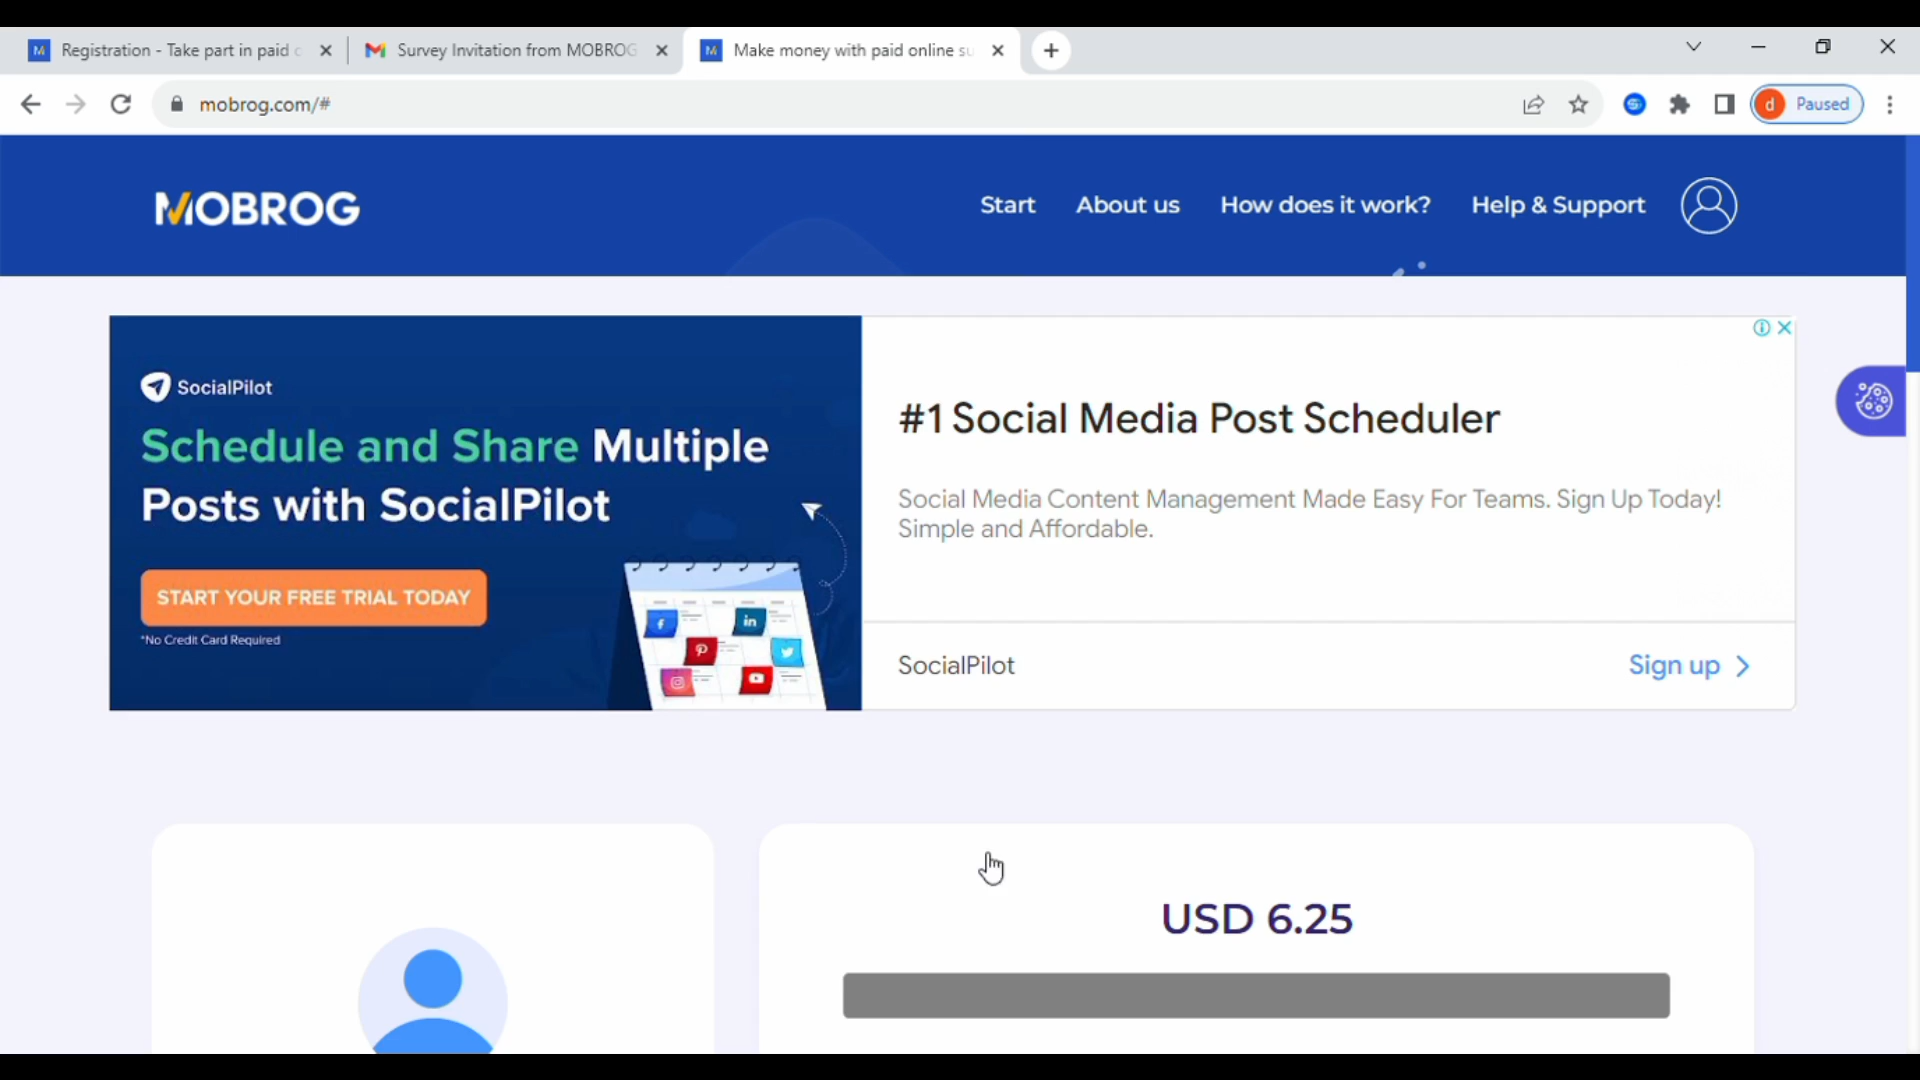 Registration - Take part in paid
Survey Invitation from MOBROG
Make money with paid online su
mobrog.com/#
d
Paused
MOBROG
Start
About us
How does it work?
Help & Support
SocialPilot
Schedule and Share Multiple
Posts with SocialPilot
START YOUR FREE TRIAL TODAY
*No Credit Card Required
#1 Social Media Post Scheduler
Social Media Content Management Made Easy For Teams. Sign Up Today!
Simple and Affordable.
SocialPilot
Sign up
USD 6.25